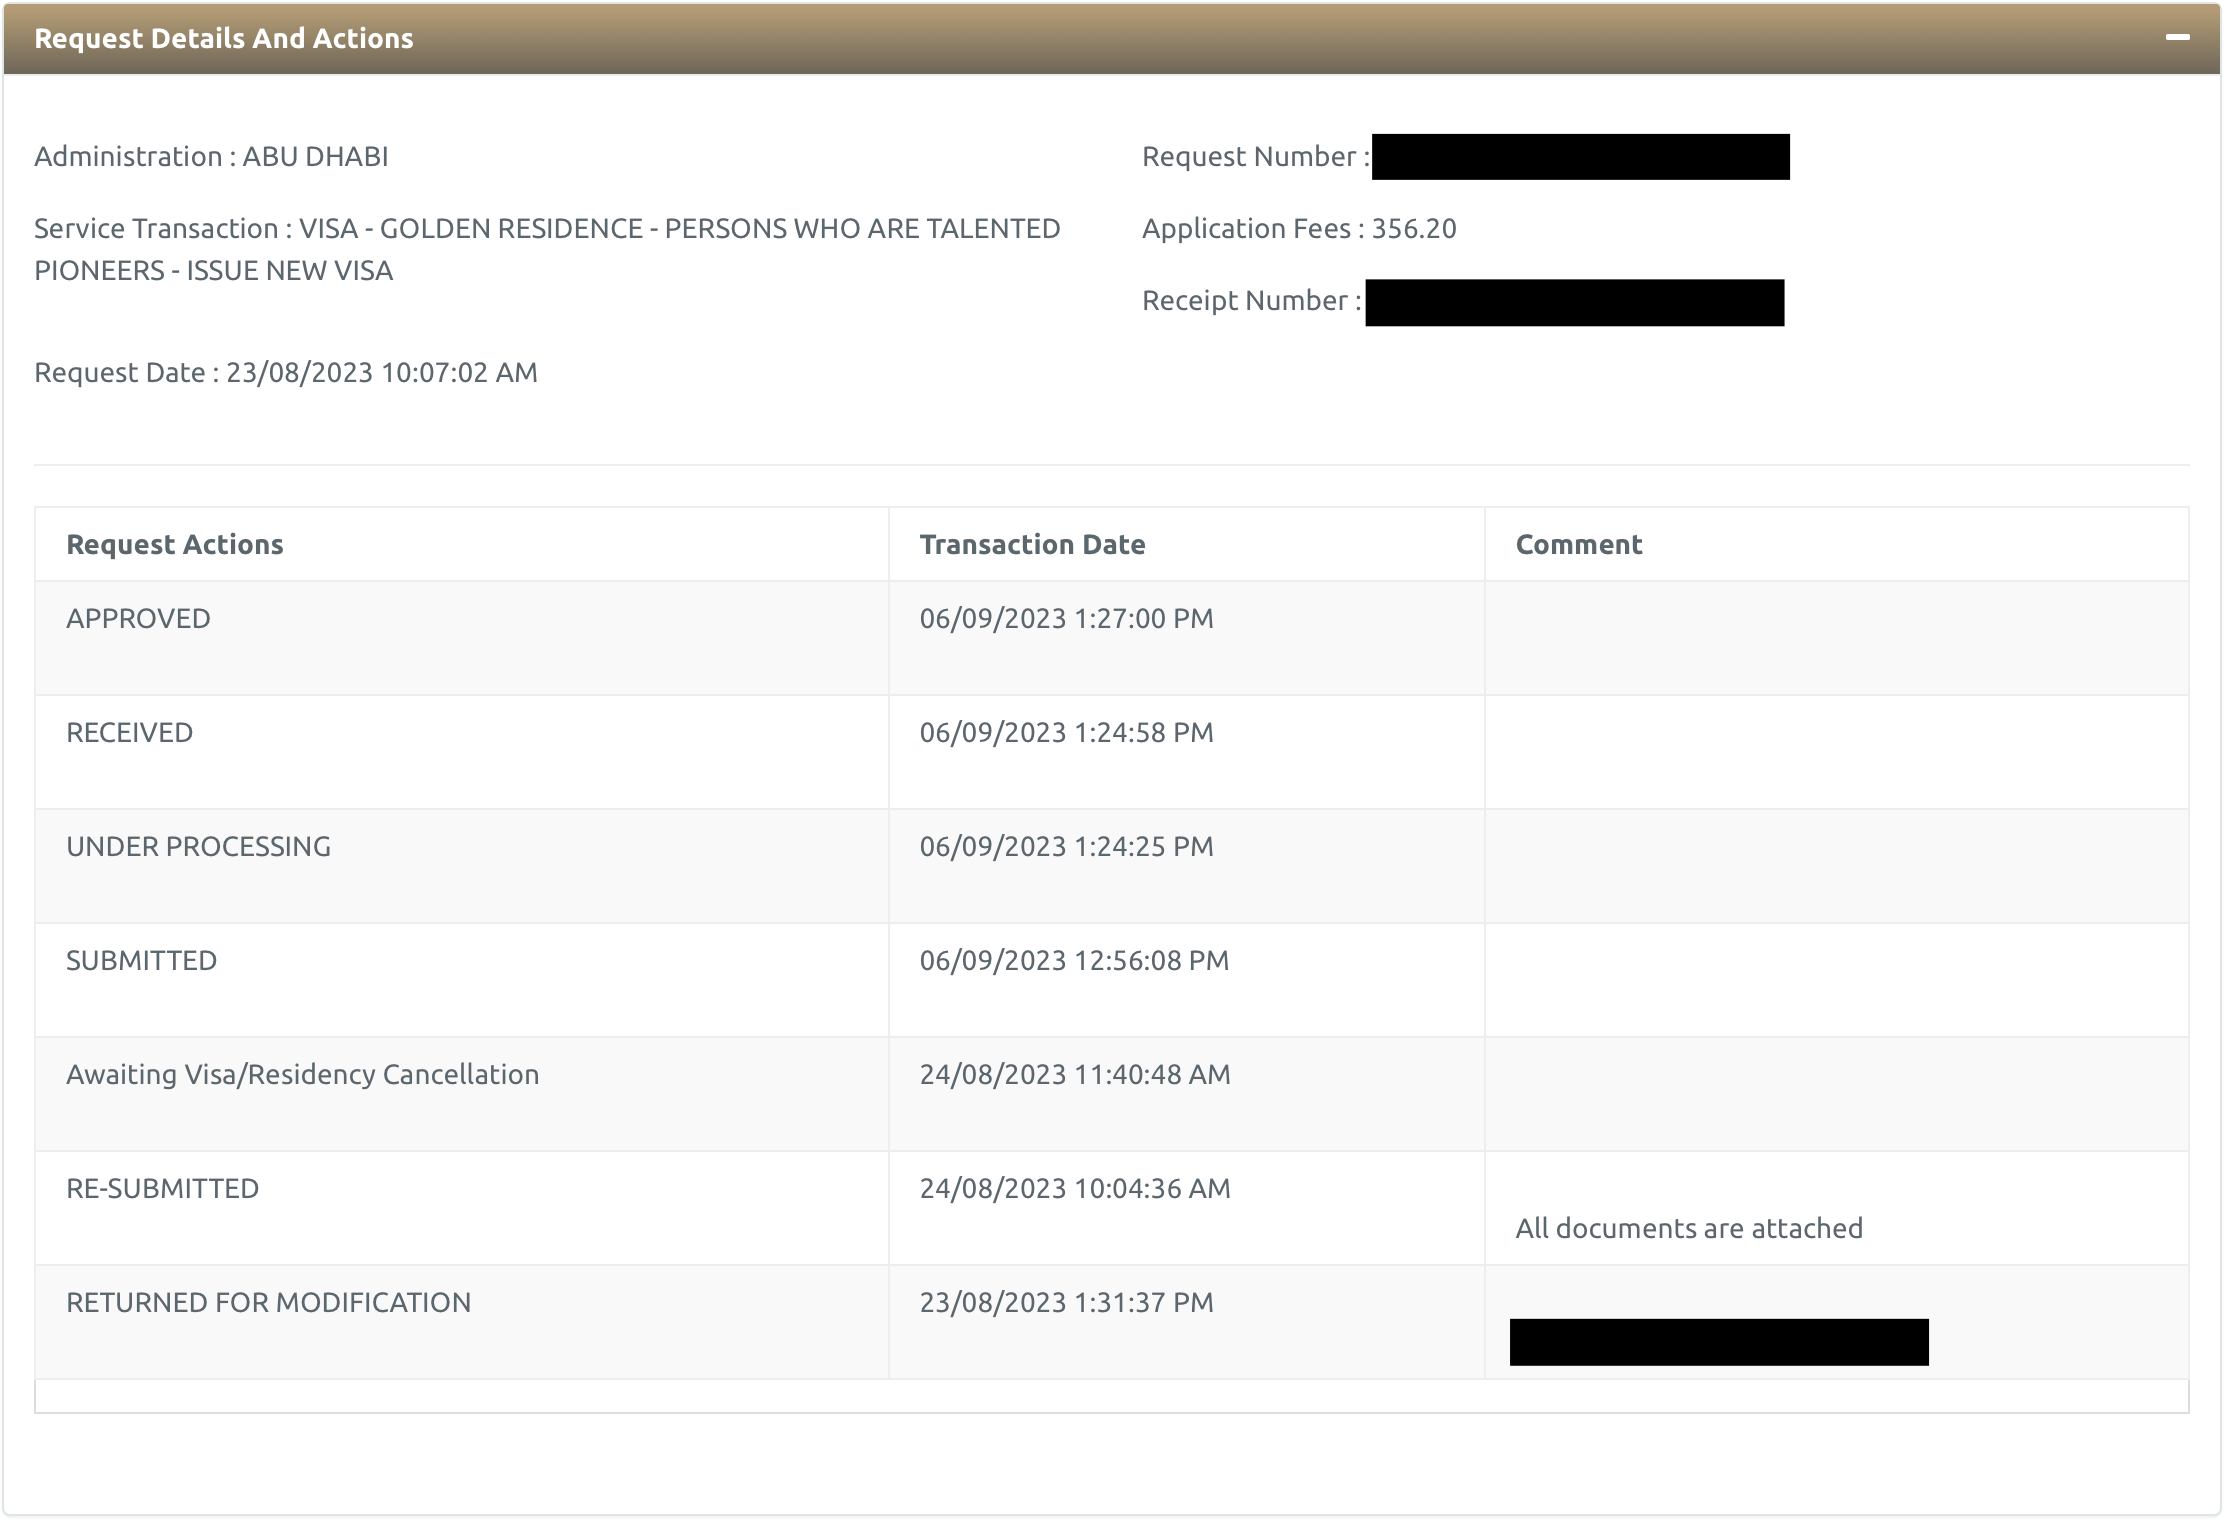 Request Details And Actions
Administration : ABU DHABI
Request Number :
Service Transaction : VISA - GOLDEN RESIDENCE - PERSONS WHO ARE TALENTED
PIONEERS - ISSUE NEW VISA
Application Fees : 356.20
Receipt Number :
Request Date : 23/08/2023 10:07:02 AM
Request Actions Transaction Date Comment
APPROVED 06/09/2023 1:27:00 PM
RECEIVED 06/09/2023 1:24:58 PM
UNDER PROCESSING 06/09/2023 1:24:25 PM
SUBMITTED 06/09/2023 12:56:08 PM
Awaiting Visa/Residency Cancellation 24/08/2023 11:40:48 AM
RE-SUBMITTED 24/08/2023 10:04:36 AM
All documents are attached
RETURNED FOR MODIFICATION 23/08/2023 1:31:37 PM